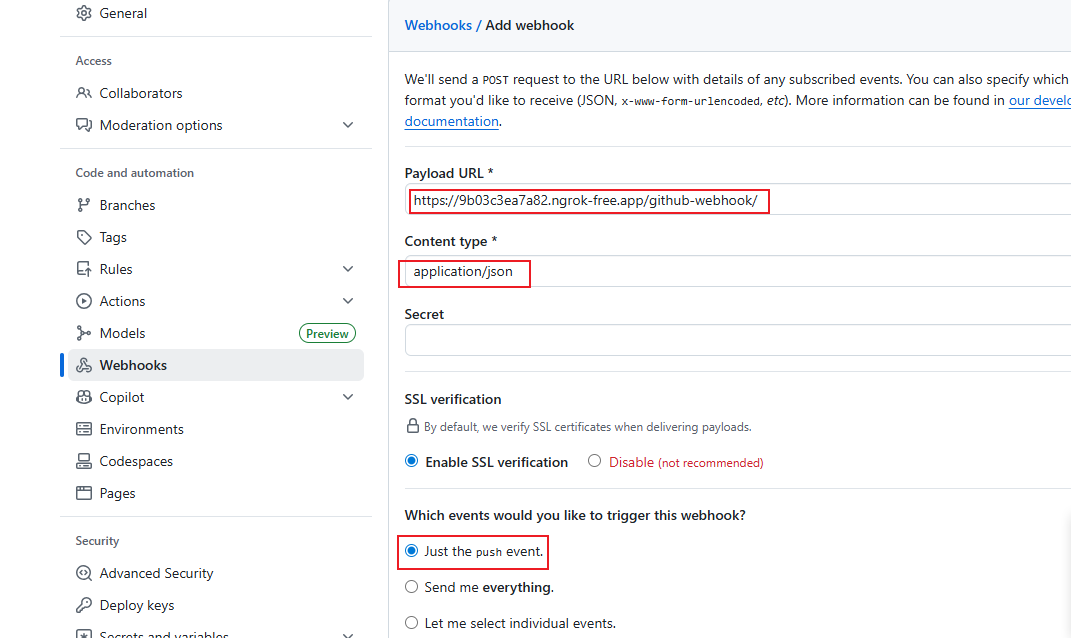 General
Access
Collaborators
Moderation options
Code and automation
Branches
Tags
Rules
Actions
Models Preview
Webhooks
Copilot
Environments
Codespaces
Pages
Security
Advanced Security
Deploy keys
Secrets and variables
Webhooks / Add webhook
We'll send a POST request to the URL below with details of any subscribed events. You can also specify which
format you'd like to receive (JSON, x-www-form-urlencoded, etc). More information can be found in our develo
documentation.
Payload URL *
https://9b03c3ea7a82.ngrok-free.app/github-webhook/
Content type *
application/json
Secret
SSL verification
By default, we verify SSL certificates when delivering payloads.
Enable SSL verification Disable (not recommended)
Which events would you like to trigger this webhook?
Just the push event.
Send me everything.
Let me select individual events.